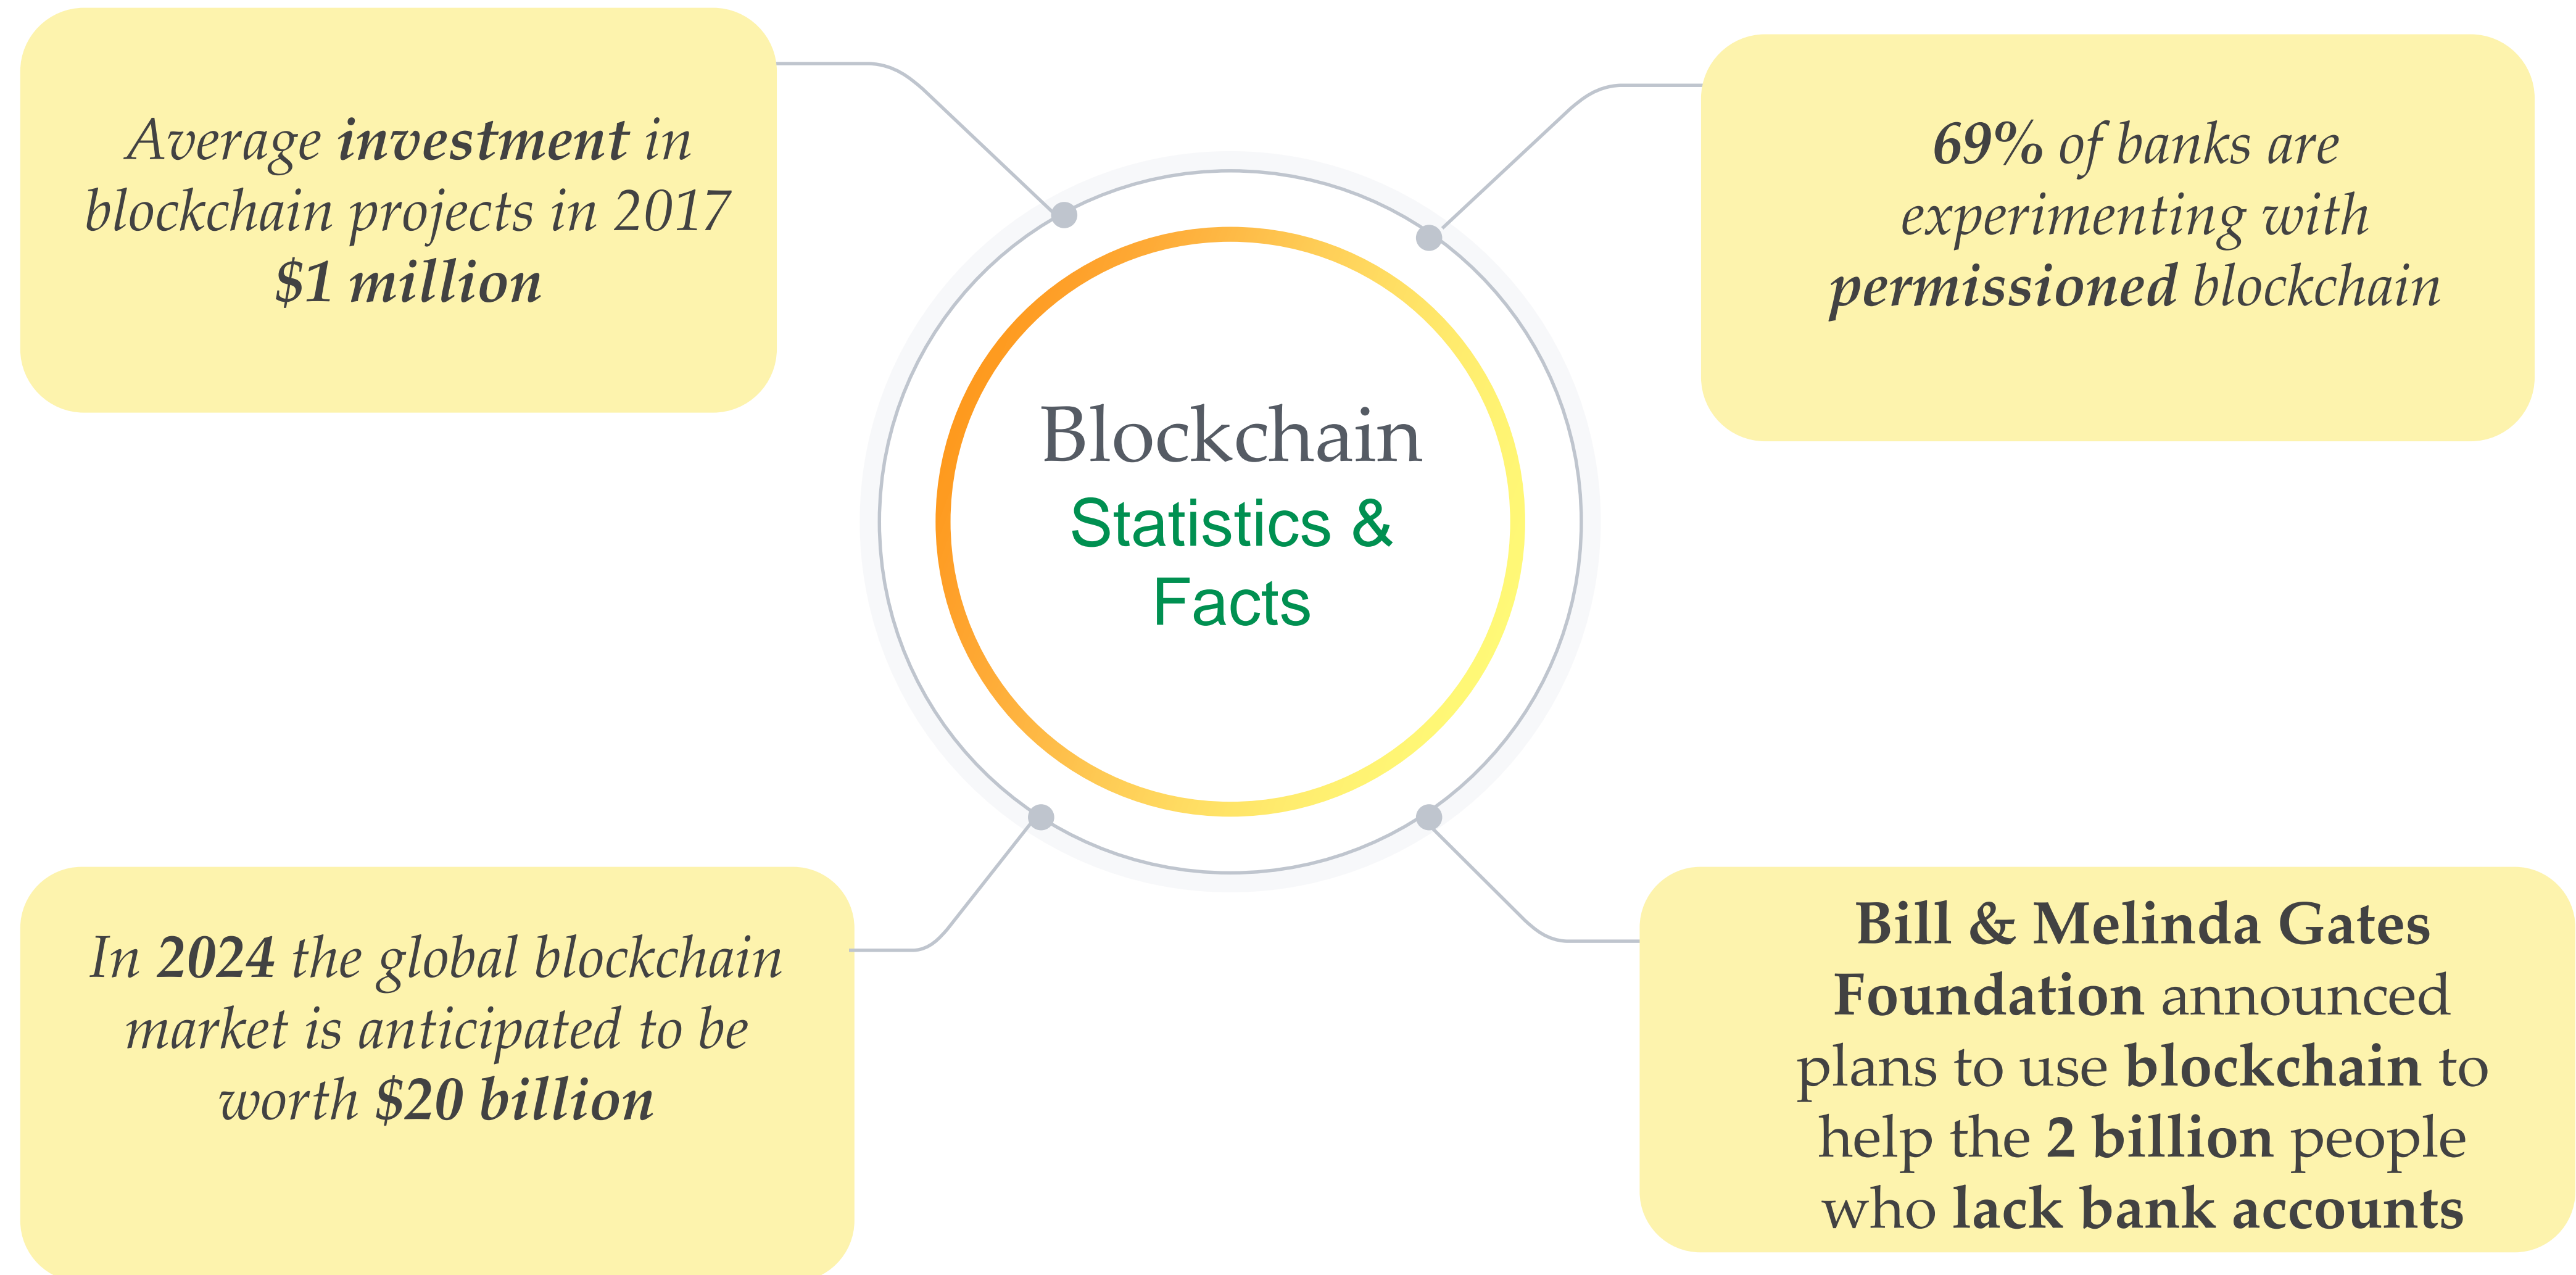 Average investment in
blockchain projects in 2017
$1 million
69% of banks are
experimenting with
permissioned blockchain
Blockchain
Statistics &
Facts
In 2024 the global blockchain
market is anticipated to be
worth $20 billion
Bill & Melinda Gates
Foundation announced
plans to use blockchain to
help the 2 billion people
who lack bank accounts